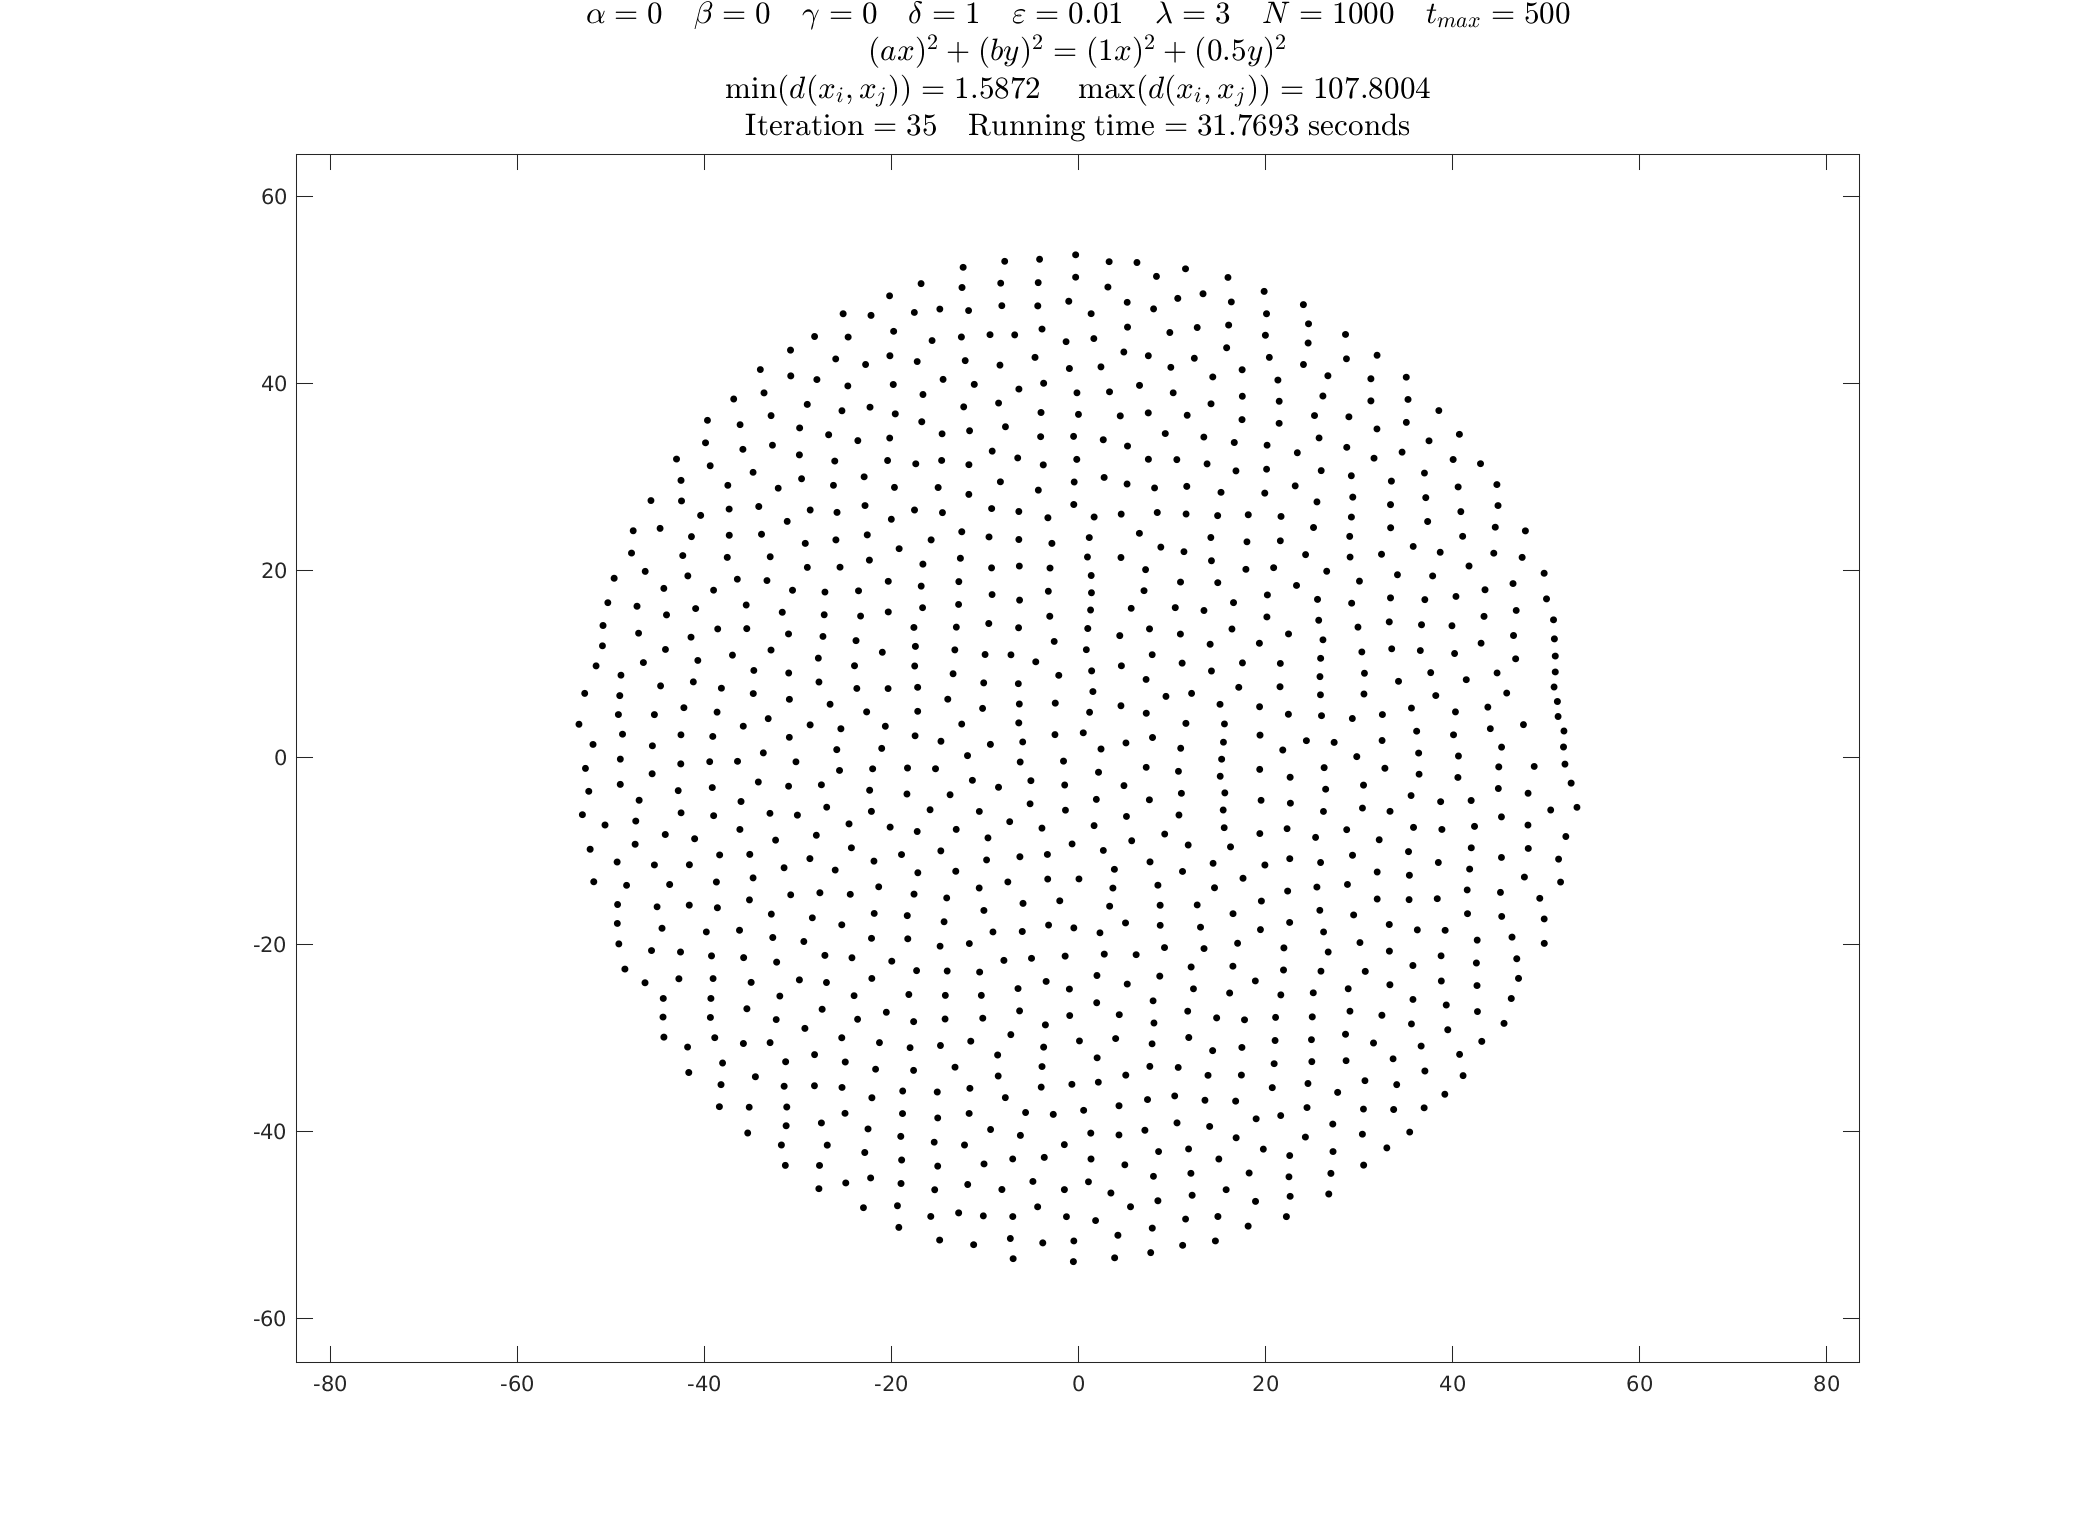 α = 0 β = 0 γ = 0 δ = 1 ε = 0.01 λ = 3 N = 1000 t_max = 500
(ax)² + (by)² = (1x)² + (0.5y)²
min(d(x_i, x_j)) = 1.5872 max(d(x_i, x_j)) = 107.8004
Iteration = 35 Running time = 31.7693 seconds
60
40
20
0
-20
-40
-60
-80 -60 -40 -20 0 20 40 60 80